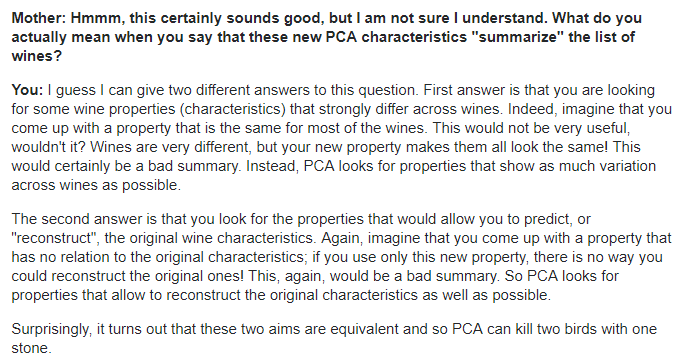 Mother: Hmmm, this certainly sounds good, but I am not sure I understand. What do you
actually mean when you say that these new PCA characteristics "summarize" the list of
wines?
You: I guess I can give two different answers to this question. First answer is that you are looking
for some wine properties (characteristics) that strongly differ across wines. Indeed, imagine that you
come up with a property that is the same for most of the wines. This would not be very useful,
wouldn't it? Wines are very different, but your new property makes them all look the same! This
would certainly be a bad summary. Instead, PCA looks for properties that show as much variation
across wines as possible.
The second answer is that you look for the properties that would allow you to predict, or
"reconstruct", the original wine characteristics. Again, imagine that you come up with a property that
has no relation to the original characteristics; if you use only this new property, there is no way you
could reconstruct the original ones! This, again, would be a bad summary. So PCA looks for
properties that allow to reconstruct the original characteristics as well as possible.
Surprisingly, it turns out that these two aims are equivalent and so PCA can kill two birds with one
stone.